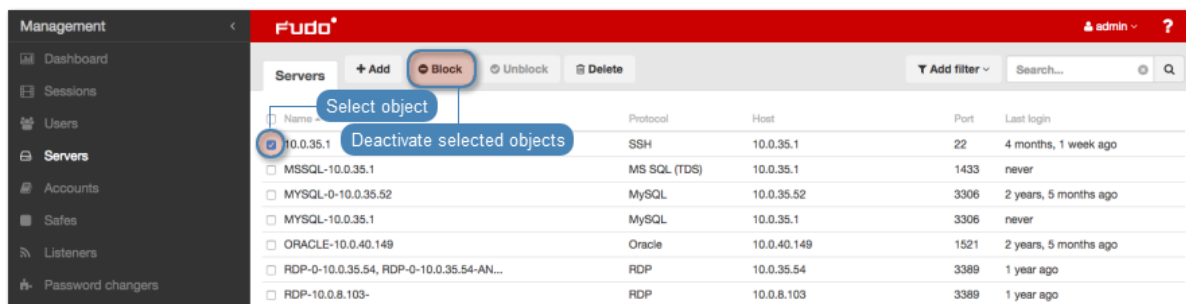 Management
Fudo
admin
?
Dashboard
Sessions
Users
Servers
Accounts
Safes
Listeners
Password changers
Servers + Add Block Unblock Delete Add filter Search...
Select object
Deactivate selected objects
Name Protocol Host Port Last login
10.0.35.1 SSH 10.0.35.1 22 4 months, 1 week ago
MSSQL-10.0.35.1 MS SQL (TDS) 10.0.35.1 1433 never
MYSQL-0-10.0.35.52 MySQL 10.0.35.52 3306 2 years, 5 months ago
MYSQL-10.0.35.1 MySQL 10.0.35.1 3306 never
ORACLE-10.0.40.149 Oracle 10.0.40.149 1521 2 years, 5 months ago
RDP-0-10.0.35.54, RDP-0-10.0.35.54-AN... RDP 10.0.35.54 3389 1 year ago
RDP-10.0.8.103- RDP 10.0.8.103 3389 1 year ago